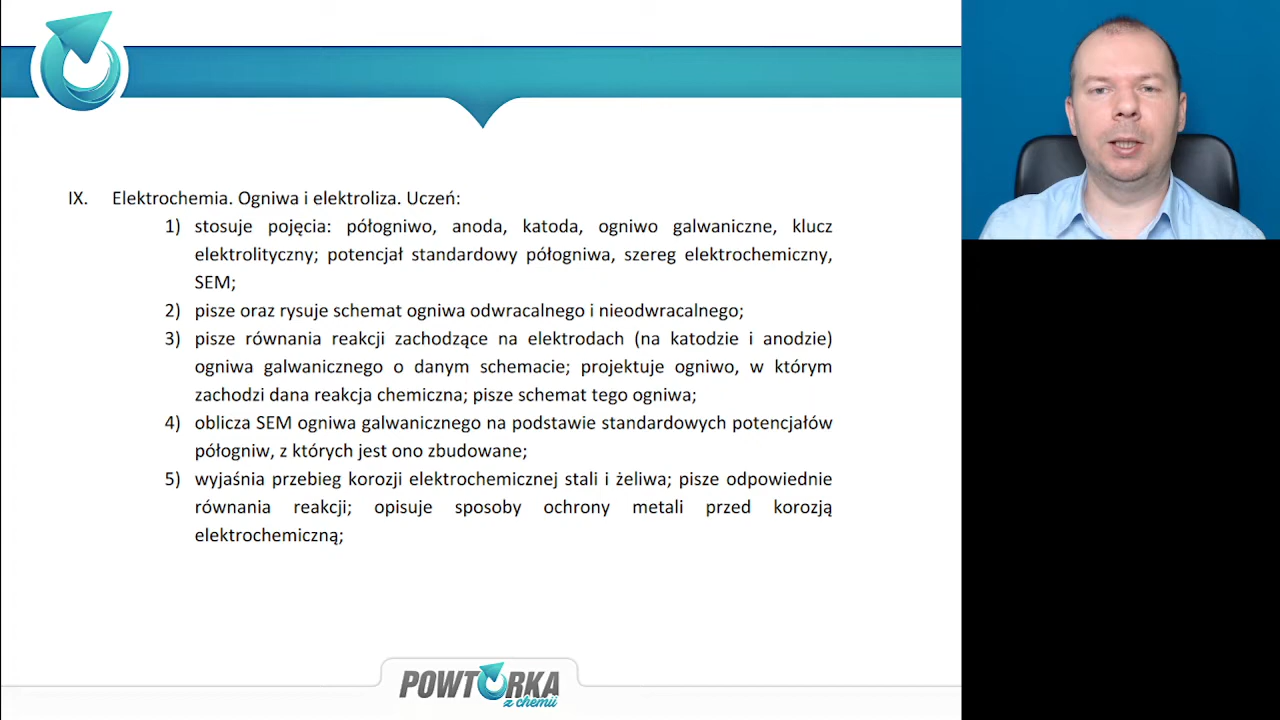 IX. Elektrochemia. Ogniwa i elektroliza. Uczeń:
1) stosuje pojęcia: półogniwo, anoda, katoda, ogniwo galwaniczne, klucz
elektrolityczny; potencjał standardowy półogniwa, szereg elektrochemiczny,
SEM;
2) pisze oraz rysuje schemat ogniwa odwracalnego i nieodwracalnego;
3) pisze równania reakcji zachodzące na elektrodach (na katodzie i anodzie)
ogniwa galwanicznego o danym schemacie; projektuje ogniwo, w którym
zachodzi dana reakcja chemiczna; pisze schemat tego ogniwa;
4) oblicza SEM ogniwa galwanicznego na podstawie standardowych potencjałów
półogniw, z których jest ono zbudowane;
5) wyjaśnia przebieg korozji elektrochemicznej stali i żeliwa; pisze odpowiednie
równania reakcji; opisuje sposoby ochrony metali przed korozją
elektrochemiczną;
POWTÓRKA
z chemii